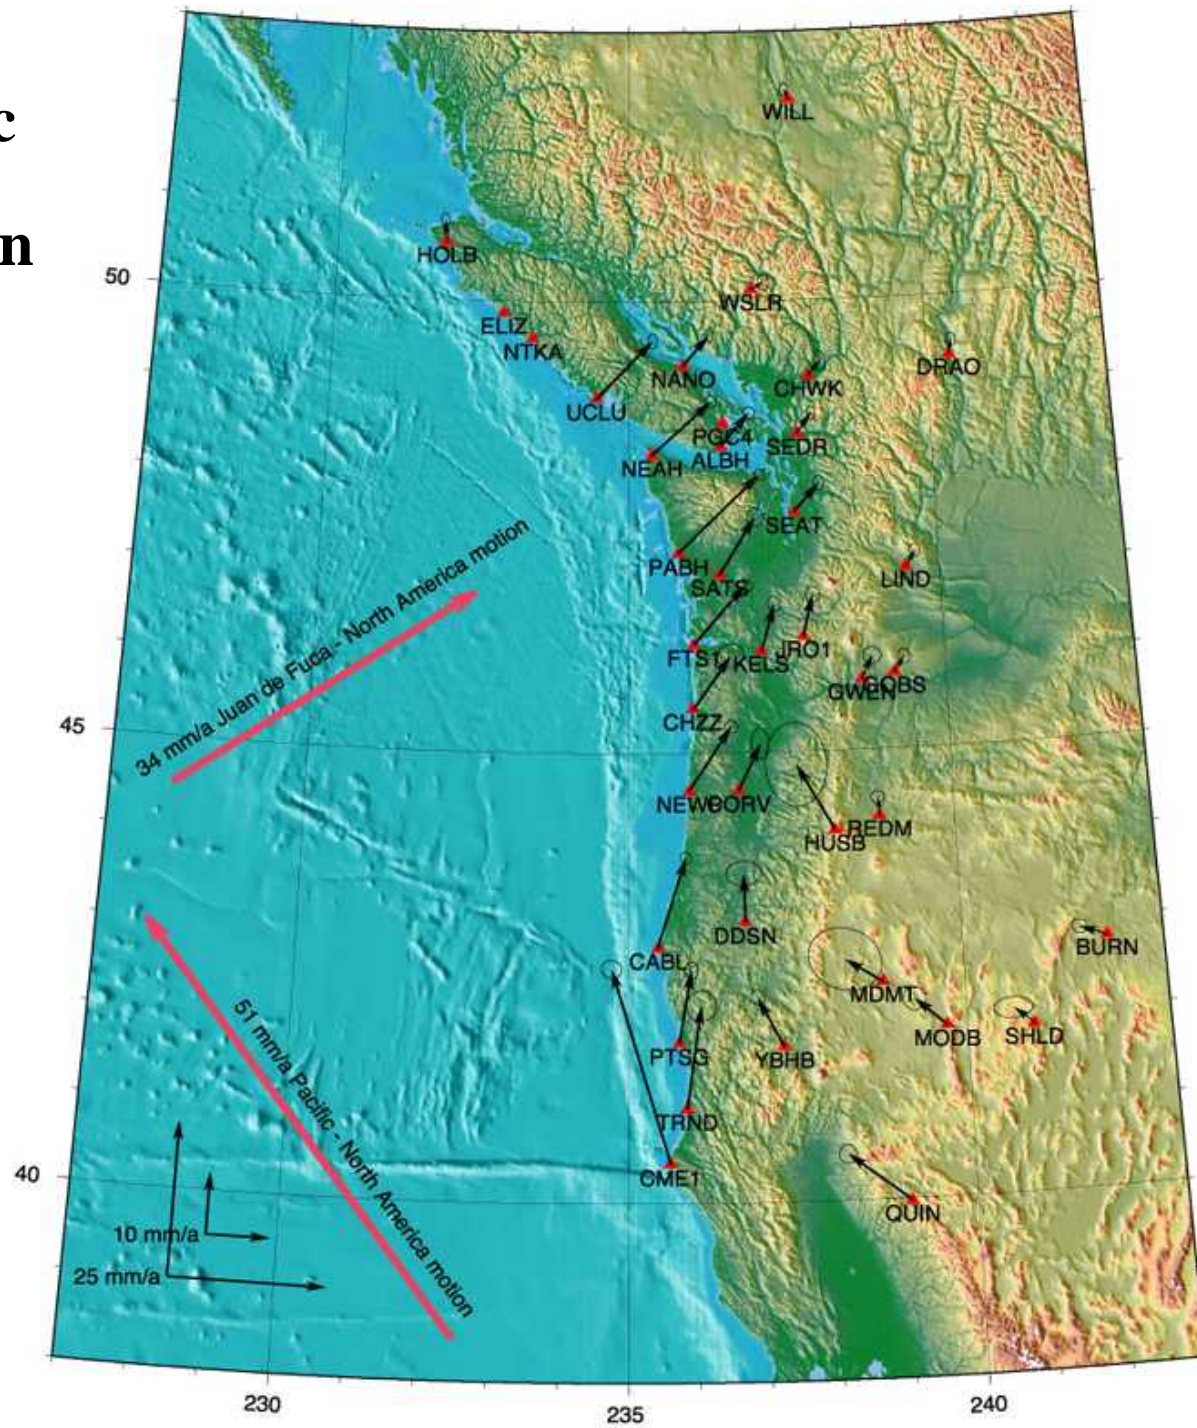 c
n
WILL
HOLB
50
WSLR
ELIZ
NTKA
DRAO
NANO
CHWK
UCLU
PGC4
SEDR
ALBH
NEAH
SEAT
PABH
LIND
SATS
34 mm/a Juan de Fuca - North America motion
FTS1
KELS
JRO1
GWEN
GOBS
CHZZ
45
NEWP
CORV
REDM
HUSB
DDSN
BURN
CABL
MDMT
51 mm/a Pacific - North America motion
MODB
SHLD
PTSG
YBHB
TRND
40
CME1
QUIN
10 mm/a
25 mm/a
230
235
240